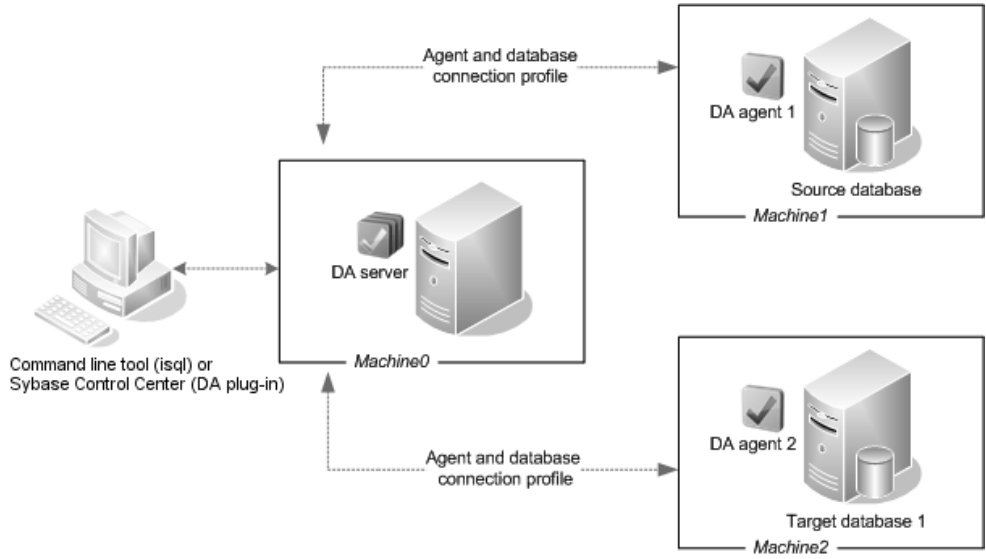 Agent and database
connection profile
DA agent 1
Source database
Machine1
DA server
Machine0
Command line tool (isql) or
Sybase Control Center (DA plug-in)
DA agent 2
Agent and database
connection profile
Target database 1
Machine2